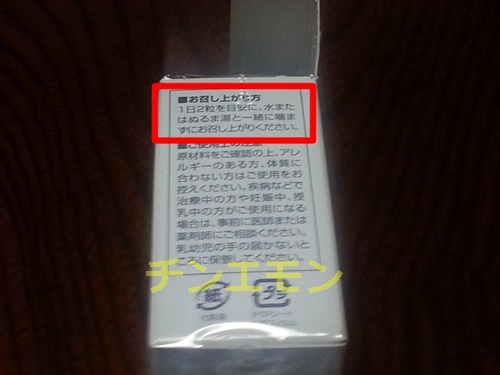 ■お召し上がり方
1日2粒を目安に、水また
はぬるま湯と一緒に噛ま
ずにお召し上がりください。
■ご使用上の注意
原材料をご確認の上、アレ
ルギーのある方、体質に
合わない方はご使用をお
控えください。疾病などで
治療中の方や妊娠中、授
乳中の方がご使用になる
場合は、事前に医師または
薬剤師にご相談ください。
乳幼児の手の届かないと
ころに保管してください。
チンエモン
紙
プラ
PTPシート